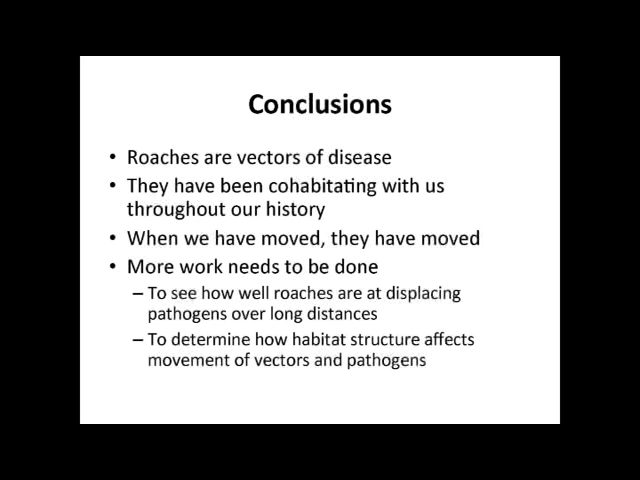 Conclusions
• Roaches are vectors of disease
• They have been cohabitating with us
throughout our history
• When we have moved, they have moved
• More work needs to be done
– To see how well roaches are at displacing
pathogens over long distances
– To determine how habitat structure affects
movement of vectors and pathogens